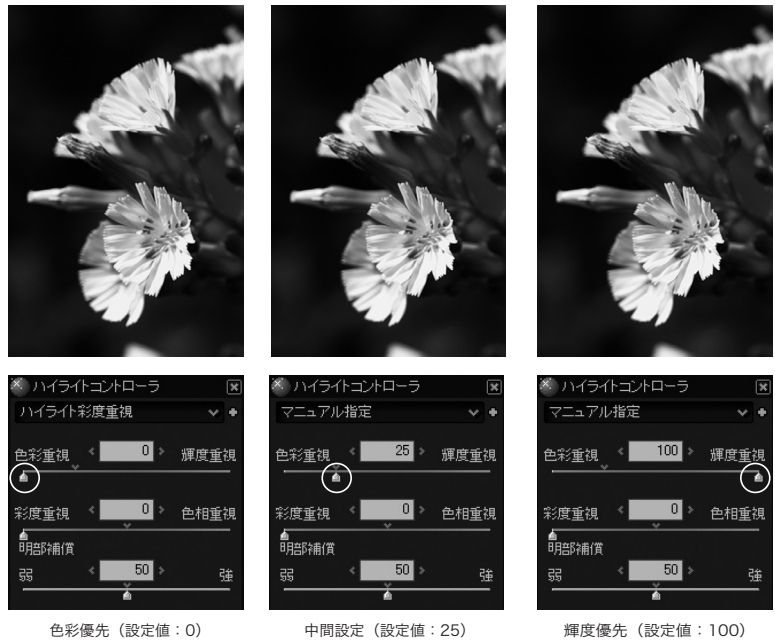 ハイライトコントローラ
ハイライト彩度重視
色彩重視 0 輝度重視
彩度重視 0 色相重視
明部補償
弱 50 強
色彩優先（設定値：0）
ハイライトコントローラ
マニュアル指定
色彩重視 25 輝度重視
彩度重視 0 色相重視
明部補償
弱 50 強
中間設定（設定値：25）
ハイライトコントローラ
マニュアル指定
色彩重視 100 輝度重視
彩度重視 0 色相重視
明部補償
弱 50 強
輝度優先（設定値：100）